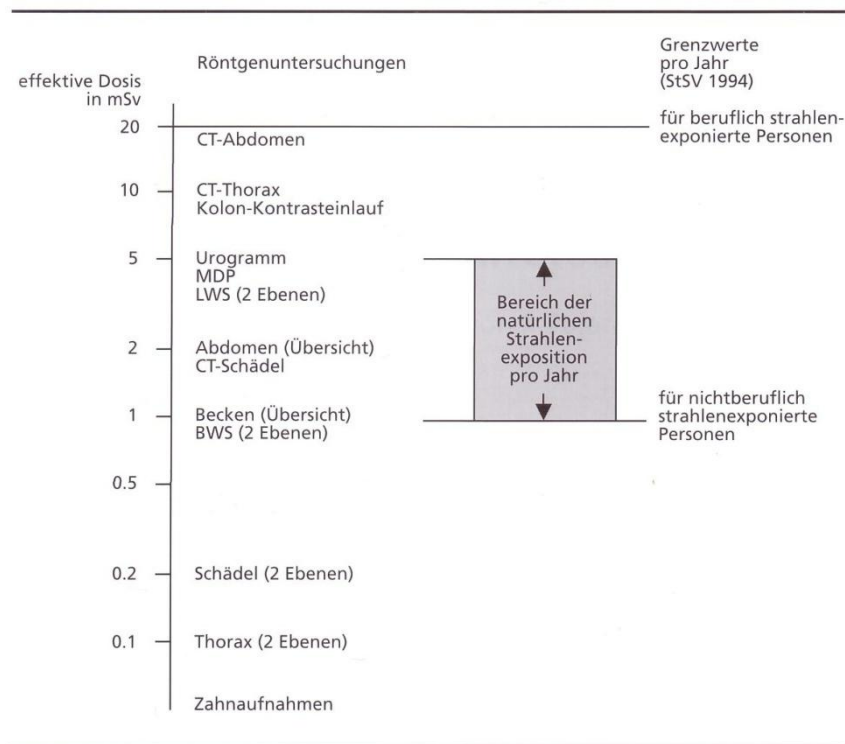 Röntgenuntersuchungen
Grenzwerte
pro Jahr
(StSV 1994)
effektive Dosis
in mSv
für beruflich strahlen-
exponierte Personen
20
CT-Abdomen
10
CT-Thorax
Kolon-Kontrasteinlauf
5
Urogramm
MDP
LWS (2 Ebenen)
Bereich der
natürlichen
Strahlen-
exposition
pro Jahr
2
Abdomen (Übersicht)
CT-Schädel
für nichtberuflich
strahlenexponierte
Personen
1
Becken (Übersicht)
BWS (2 Ebenen)
0.5
0.2
Schädel (2 Ebenen)
0.1
Thorax (2 Ebenen)
Zahnaufnahmen